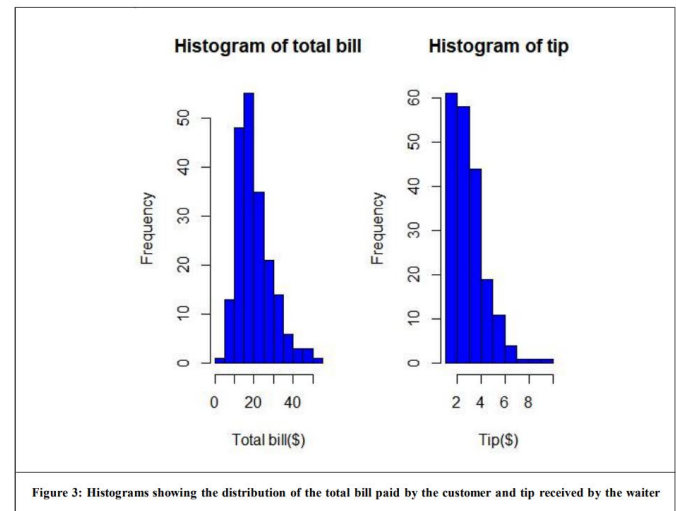 Histogram of total bill
Frequency
0
10
20
30
40
50
0 20 40
Total bill($)
Histogram of tip
Frequency
0
10
20
30
40
50
60
2 4 6 8
Tip($)
Figure 3: Histograms showing the distribution of the total bill paid by the customer and tip received by the waiter